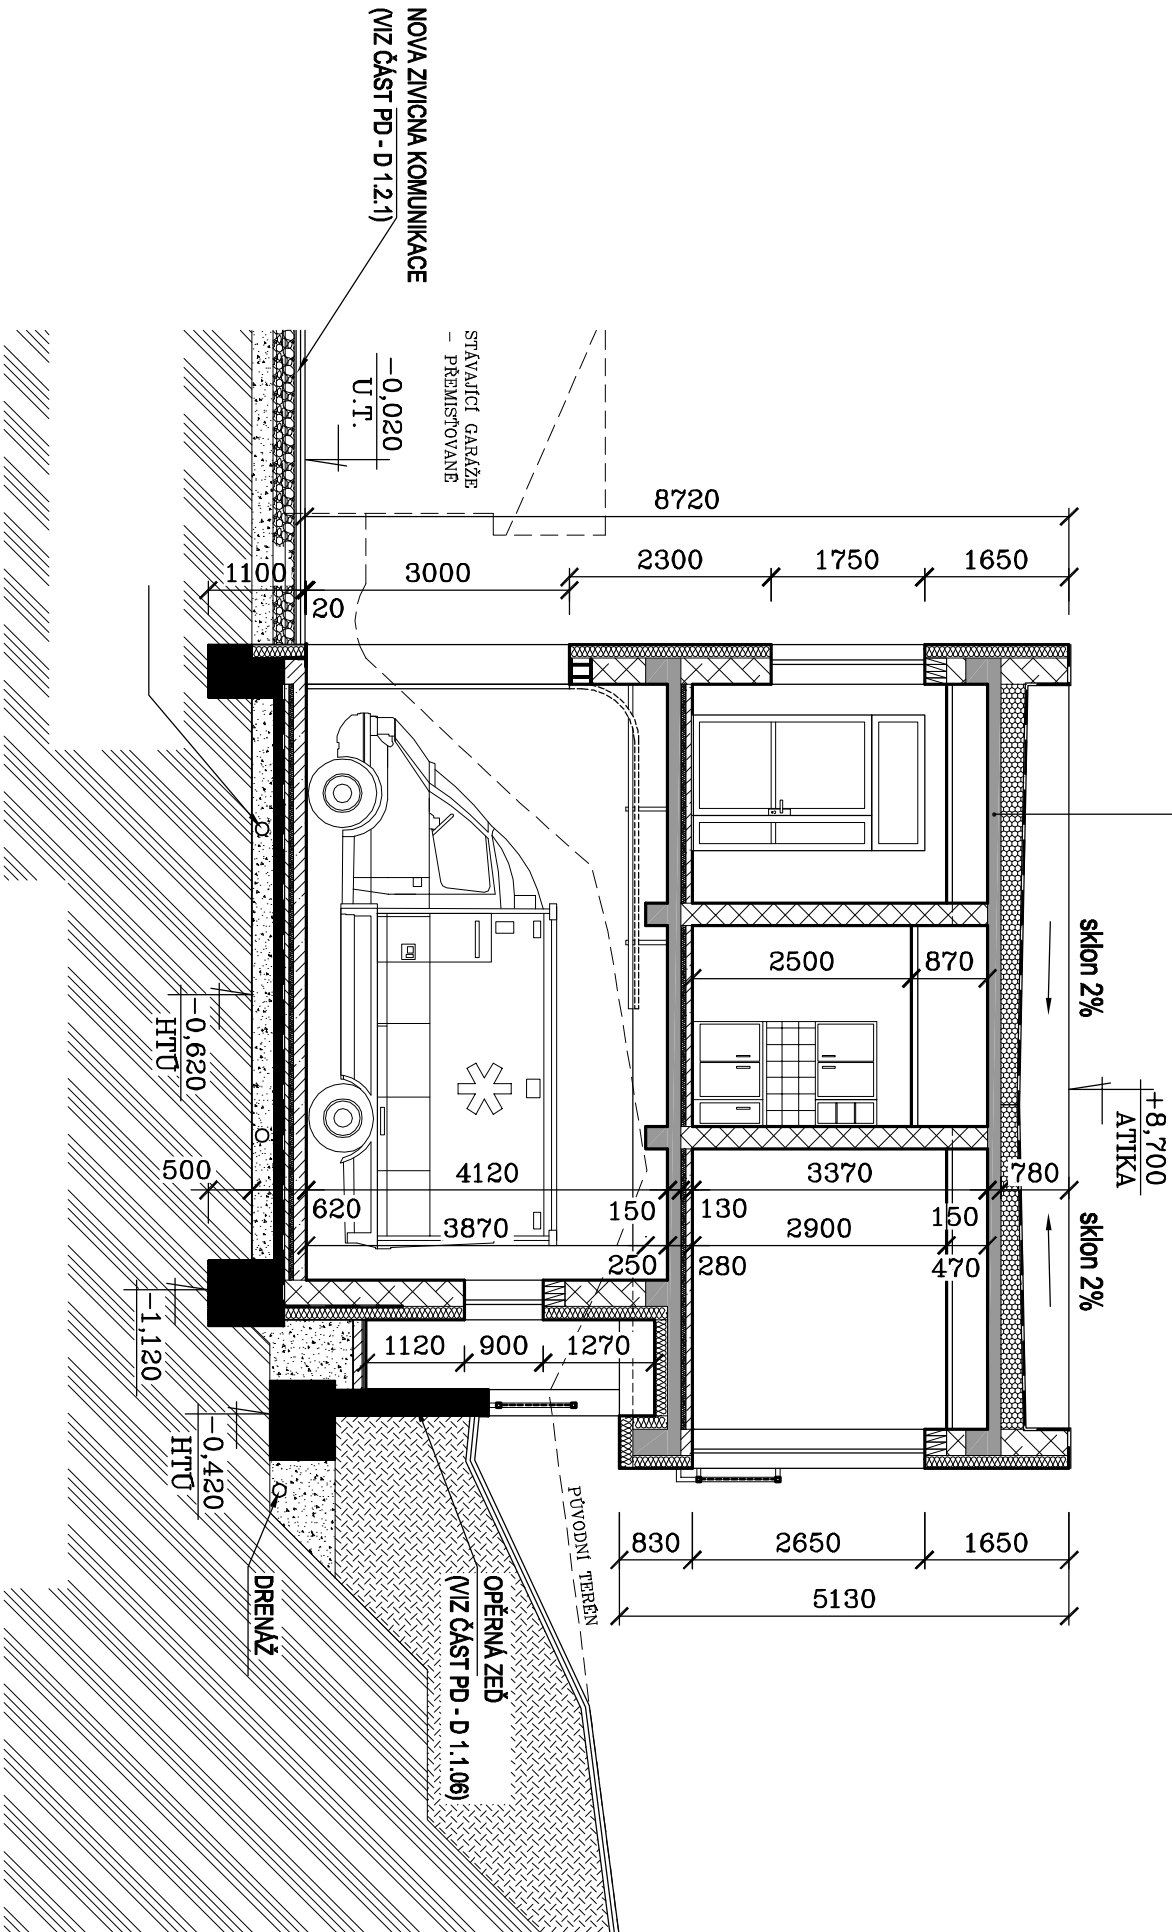 NOVA ZIVICNA KOMUNIKACE
(VIZ ČÁST PD - D 1.2.1)
STÁVAJÍCÍ GARÁŽE
- PŘEMISŤOVANÉ
-0,020
U.T.
8720
1100
3000
2300
1750
1650
20
sklon 2%
+8,700
ATIKA
sklon 2%
2500
870
-0,620
HTÚ
500
4120
3370
780
620
150
130
150
3870
2900
250
280
470
-1,120
1120
900
1270
-0,420
HTÚ
PŮVODNÍ TERÉN
830
2650
1650
5130
DRENÁŽ
OPĚRNÁ ZEĎ
(VIZ ČÁST PD - D 1.1.06)